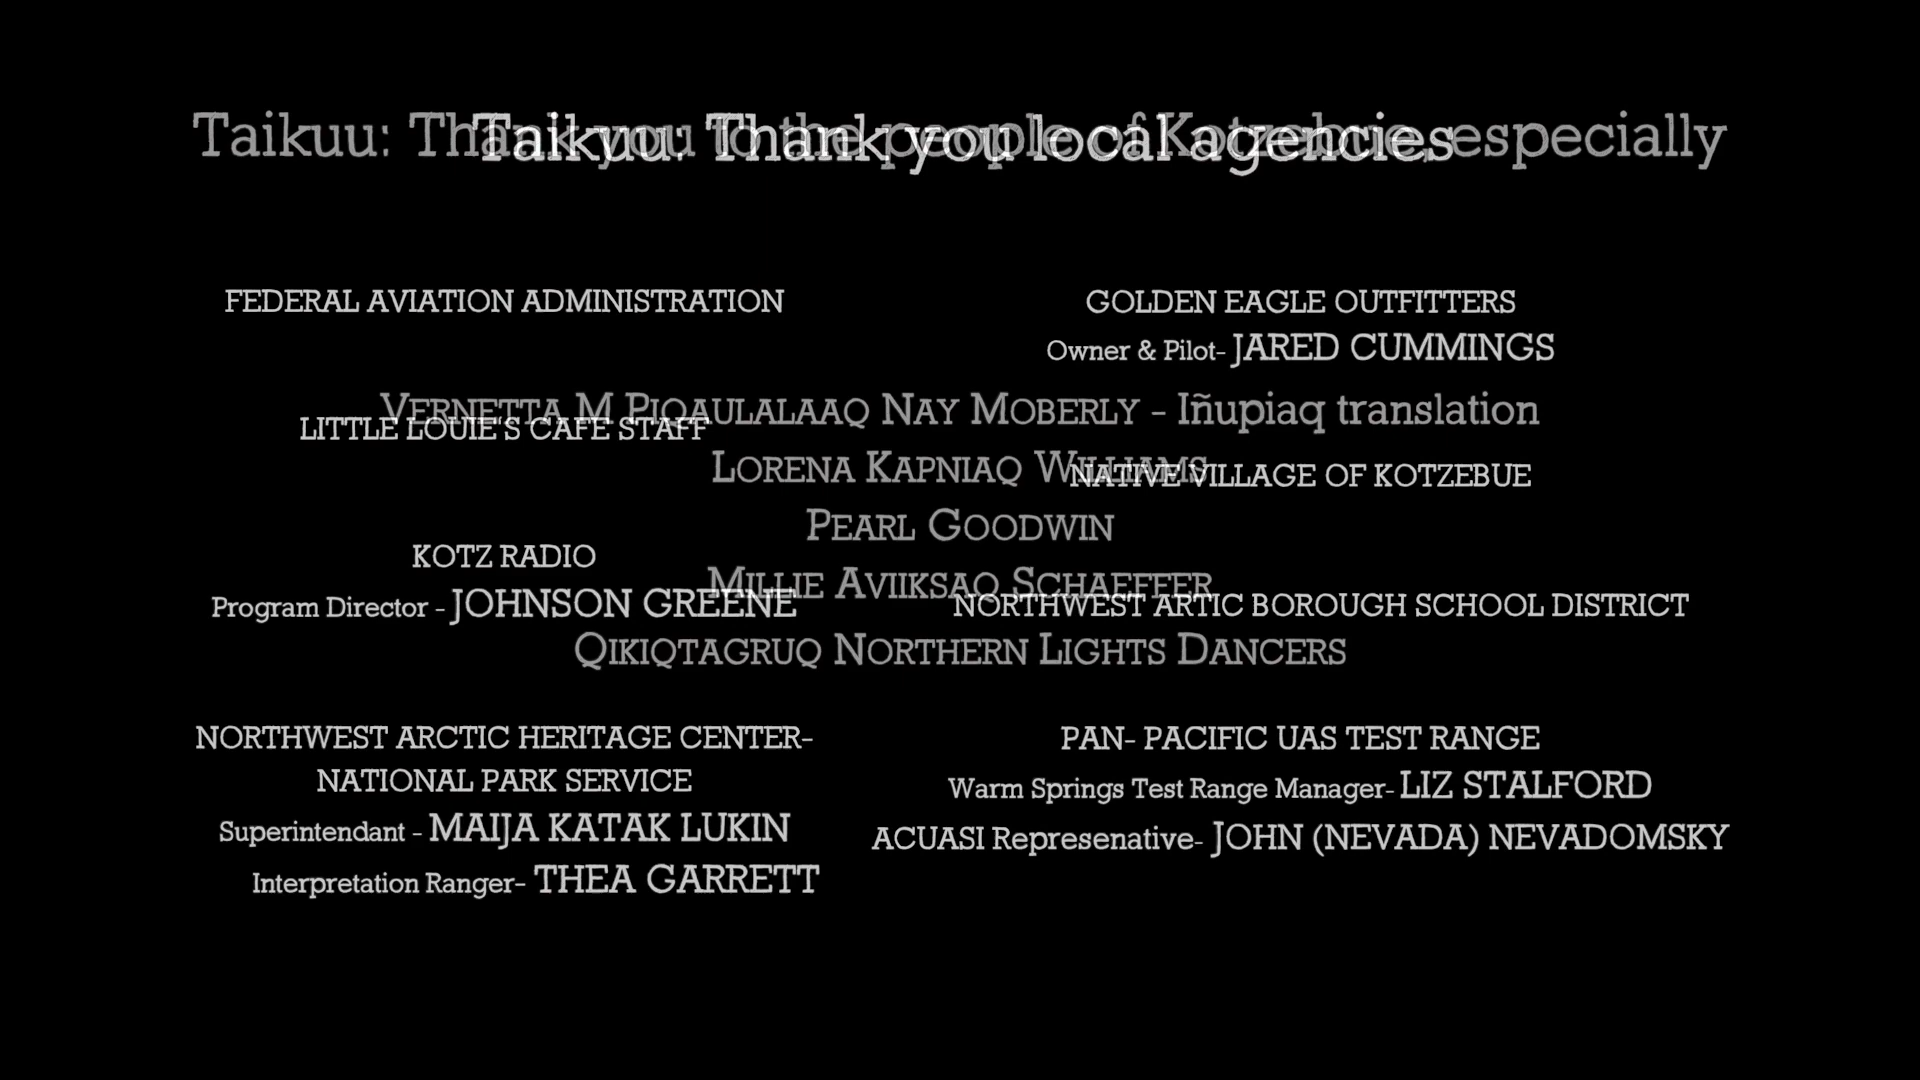 Taikuu: Thank you to the people of Kotzebue, especially
Taikuu: Thank you local agencies
FEDERAL AVIATION ADMINISTRATION
GOLDEN EAGLE OUTFITTERS
Owner & Pilot- JARED CUMMINGS
VERNETTA M PIQAULALAAQ NAY MOBERLY - Iñupiaq translation
LITTLE LOUIE'S CAFE STAFF
LORENA KAPNIAQ WILLIAMS
NATIVE VILLAGE OF KOTZEBUE
PEARL GOODWIN
KOTZ RADIO
MILLIE AVIIKSAQ SCHAEFFER
Program Director - JOHNSON GREENE
NORTHWEST ARTIC BOROUGH SCHOOL DISTRICT
QIKIQTAGRUQ NORTHERN LIGHTS DANCERS
NORTHWEST ARCTIC HERITAGE CENTER-
NATIONAL PARK SERVICE
Superintendant - MAIJA KATAK LUKIN
Interpretation Ranger- THEA GARRETT
PAN- PACIFIC UAS TEST RANGE
Warm Springs Test Range Manager- LIZ STALFORD
ACUASI Represenative- JOHN (NEVADA) NEVADOMSKY